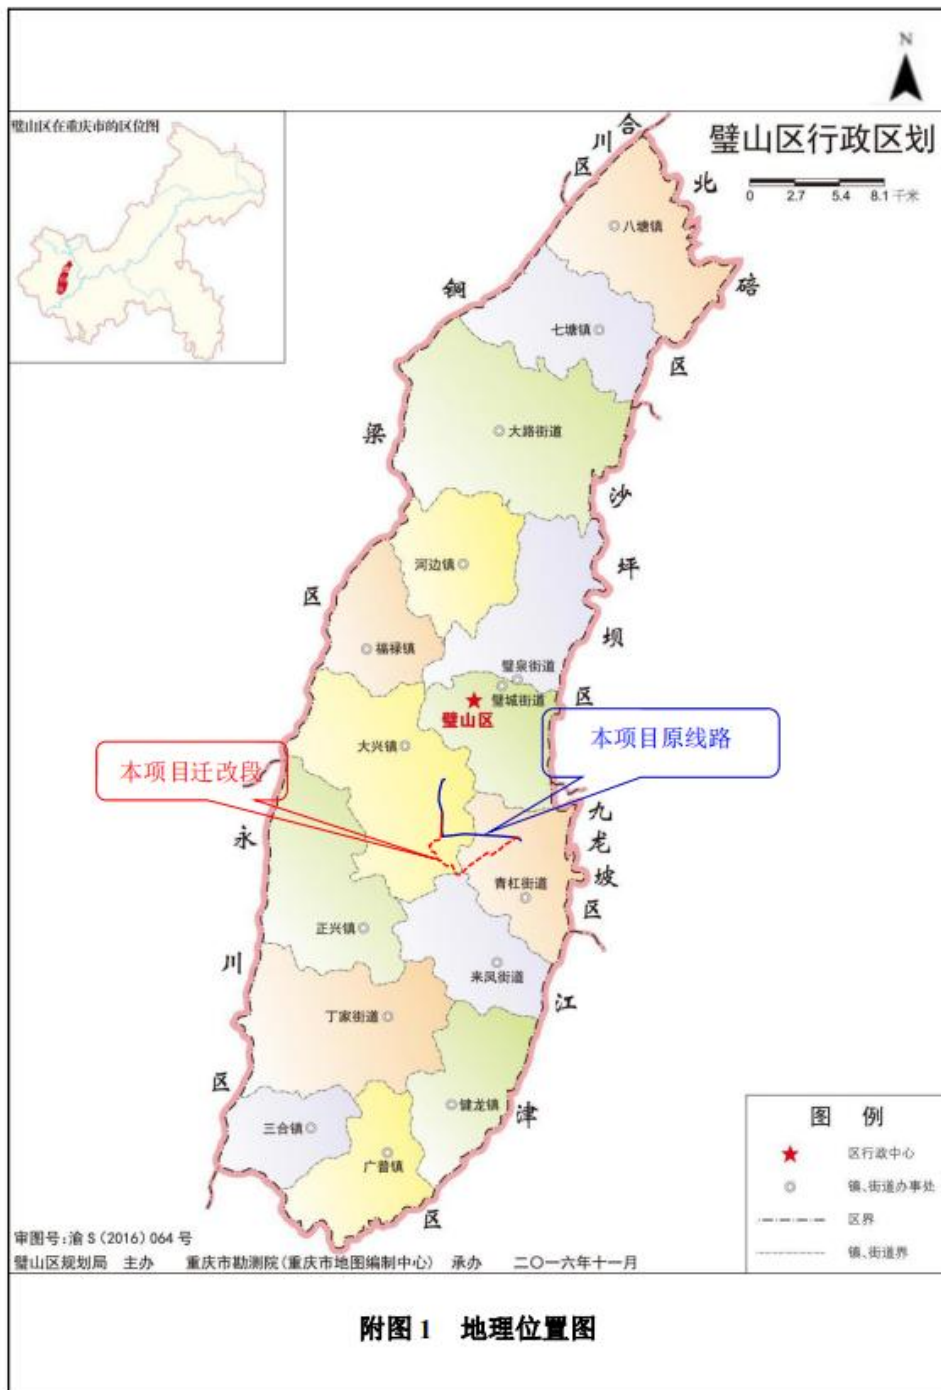 N
璧山区在重庆市的区位图
璧山区行政区划
0 2.7 5.4 8.1 千米
合川区
北碚区
八塘镇
铜梁区
七塘镇
大路街道
沙坪坝区
河边镇
福禄镇
璧泉街道
璧城街道
璧山区
大兴镇
本项目原线路
本项目迁改段
九龙坡区
永川区
青杠街道
正兴镇
来凤街道
江津区
丁家街道
健龙镇
三合镇
广普镇
图 例
区行政中心
镇、街道办事处
区界
镇、街道界
审图号:渝 S (2016) 064 号
璧山区规划局 主办 重庆市勘测院(重庆市地图编制中心) 承办 二〇一六年十一月
附图 1 地理位置图